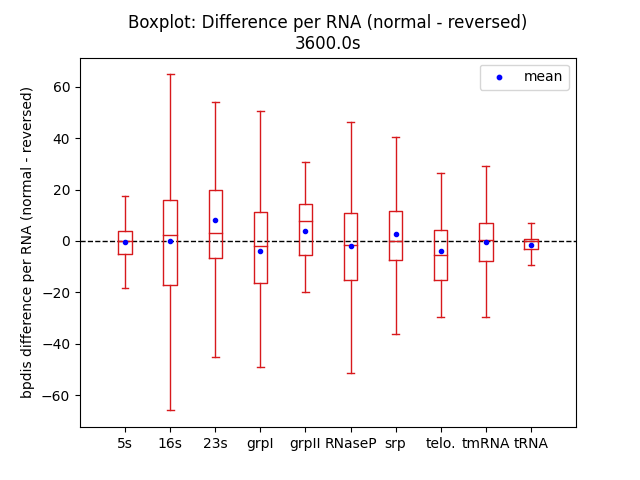 Boxplot: Difference per RNA (normal - reversed)
3600.0s
mean
bpdis difference per RNA (normal - reversed)
60
40
20
0
−20
−40
−60
5s 16s 23s grpI grpII RNaseP srp telo. tmRNA tRNA